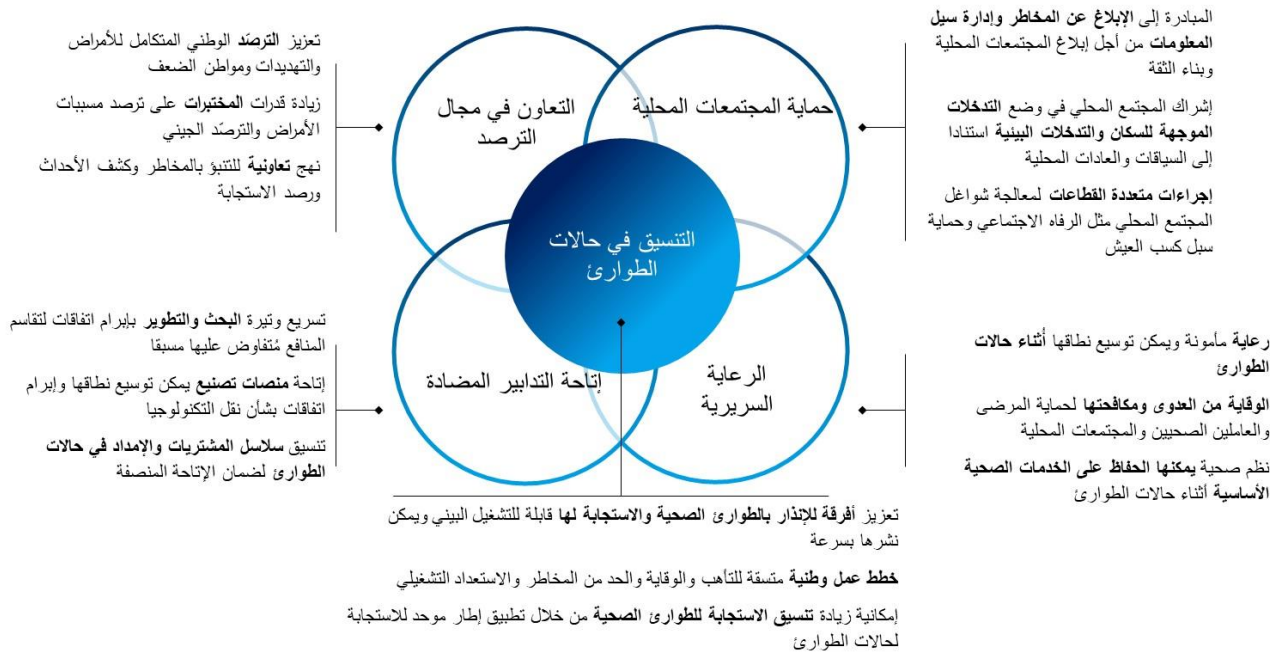 المبادرة إلى الإبلاغ عن المخاطر وإدارة سيل
المعلومات من أجل إبلاغ المجتمعات المحلية
وبناء الثقة
إشراك المجتمع المحلي في وضع التدخلات
الموجهة للسكان والتدخلات البيئية استنادا
إلى السياقات والعادات المحلية
إجراءات متعددة القطاعات لمعالجة شواغل
المجتمع المحلي مثل الرفاه الاجتماعي وحماية
سبل كسب العيش
حماية المجتمعات المحلية
التعاون في مجال
الترصد
تعزيز الترصّد الوطني المتكامل للأمراض
والتهديدات ومواطن الضعف
زيادة قدرات المختبرات على ترصد مسببات
الأمراض والترصّد الجيني
نهج تعاونية للتنبؤ بالمخاطر وكشف الأحداث
ورصد الاستجابة
التنسيق في حالات
الطوارئ
رعاية مأمونة ويمكن توسيع نطاقها أثناء حالات
الطوارئ
الوقاية من العدوى ومكافحتها لحماية المرضى
والعاملين الصحيين والمجتمعات المحلية
نظم صحية يمكنها الحفاظ على الخدمات الصحية
الأساسية أثناء حالات الطوارئ
الرعاية
السريرية
إتاحة التدابير المضادة
تسريع وتيرة البحث والتطوير بإبرام اتفاقات لتقاسم
المنافع مُتفاوض عليها مسبقا
إتاحة منصات تصنيع يمكن توسيع نطاقها وإبرام
اتفاقات بشأن نقل التكنولوجيا
تنسيق سلاسل المشتريات والإمداد في حالات
الطوارئ لضمان الإتاحة المنصفة
تعزيز أفرقة للإنذار بالطوارئ الصحية والاستجابة لها قابلة للتشغيل البيني ويمكن
نشرها بسرعة
خطط عمل وطنية متسقة للتأهب والوقاية والحد من المخاطر والاستعداد التشغيلي
إمكانية زيادة تنسيق الاستجابة للطوارئ الصحية من خلال تطبيق إطار موحد للاستجابة
لحالات الطوارئ